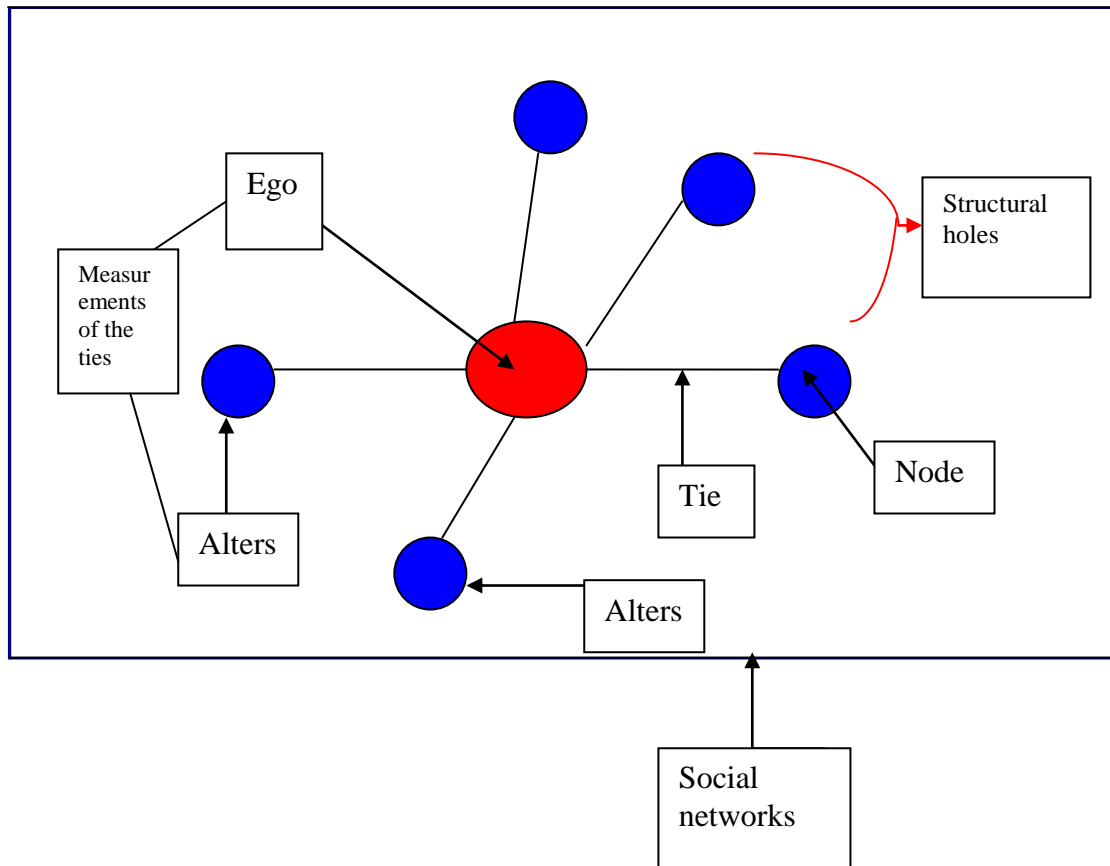 Ego
Structural
holes
Measur
ements
of the
ties
Node
Tie
Alters
Alters
Social
networks